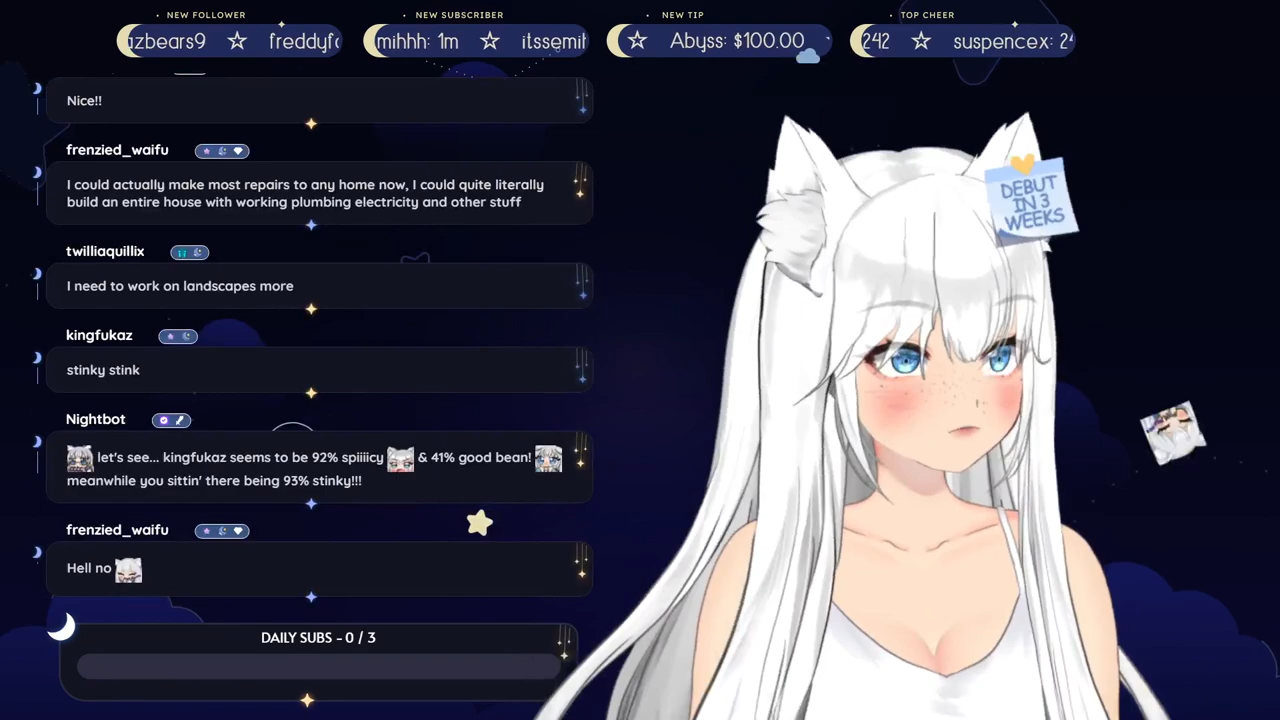 NEW FOLLOWER
NEW SUBSCRIBER
NEW TIP
TOP CHEER
azbears9 ☆ freddyfo
mihhh: 1m ☆ itssemih
☆ Abyss: $100.00
242 ☆ suspencex: 24
Nice!!
frenzied_waifu
I could actually make most repairs to any home now, I could quite literally
build an entire house with working plumbing electricity and other stuff
twilliaquillix
I need to work on landscapes more
kingfukaz
stinky stink
Nightbot
let's see... kingfukaz seems to be 92% spiiiicy & 41% good bean!
meanwhile you sittin' there being 93% stinky!!!
frenzied_waifu
Hell no
DAILY SUBS - 0 / 3
DEBUT
IN 3
WEEKS